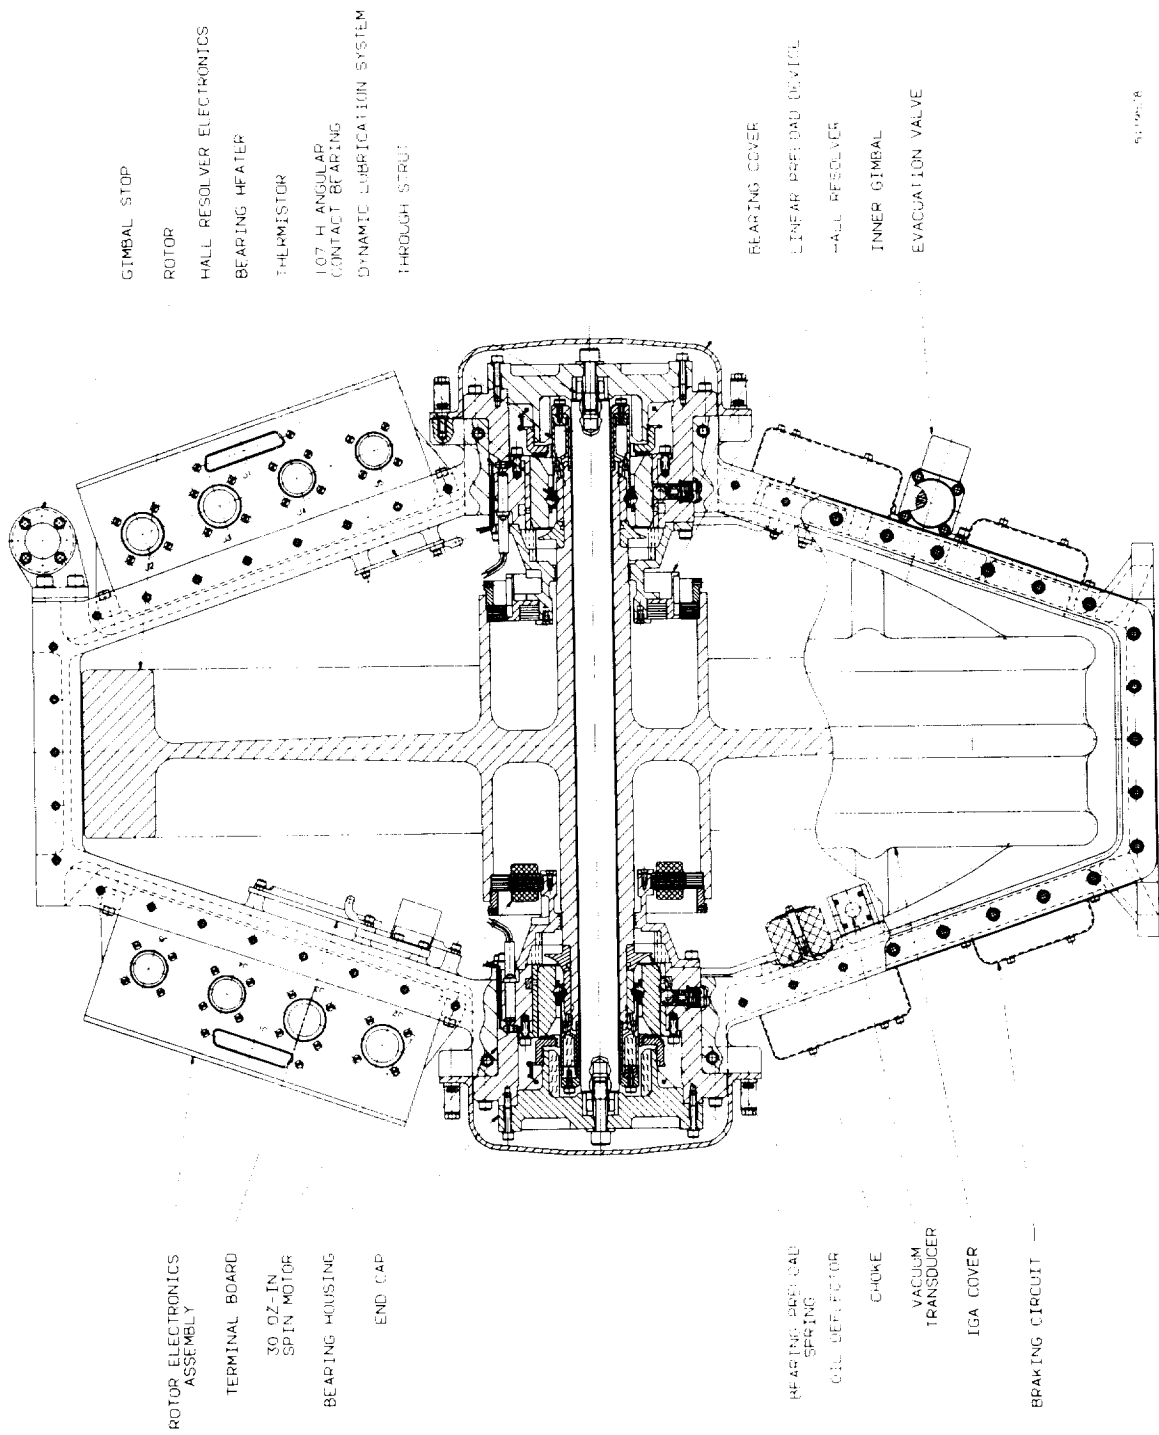 GIMBAL STOP
ROTOR
HALL RESOLVER ELECTRONICS
BEARING HEATER
THERMISTOR
107 H ANGULAR
CONTACT BEARING
DYNAMIC LUBRICATION SYSTEM
THROUGH STRUT
BEARING COVER
LINEAR PRELOAD DEVICE
HALL RESOLVER
INNER GIMBAL
EVACUATION VALVE
ROTOR ELECTRONICS
ASSEMBLY
TERMINAL BOARD
30 OZ-IN
SPIN MOTOR
BEARING HOUSING
END CAP
BEARING PRELOAD
SPRING
OIL DEFLECTOR
CHOKE
VACUUM
TRANSDUCER
IGA COVER
BRAKING CIRCUIT